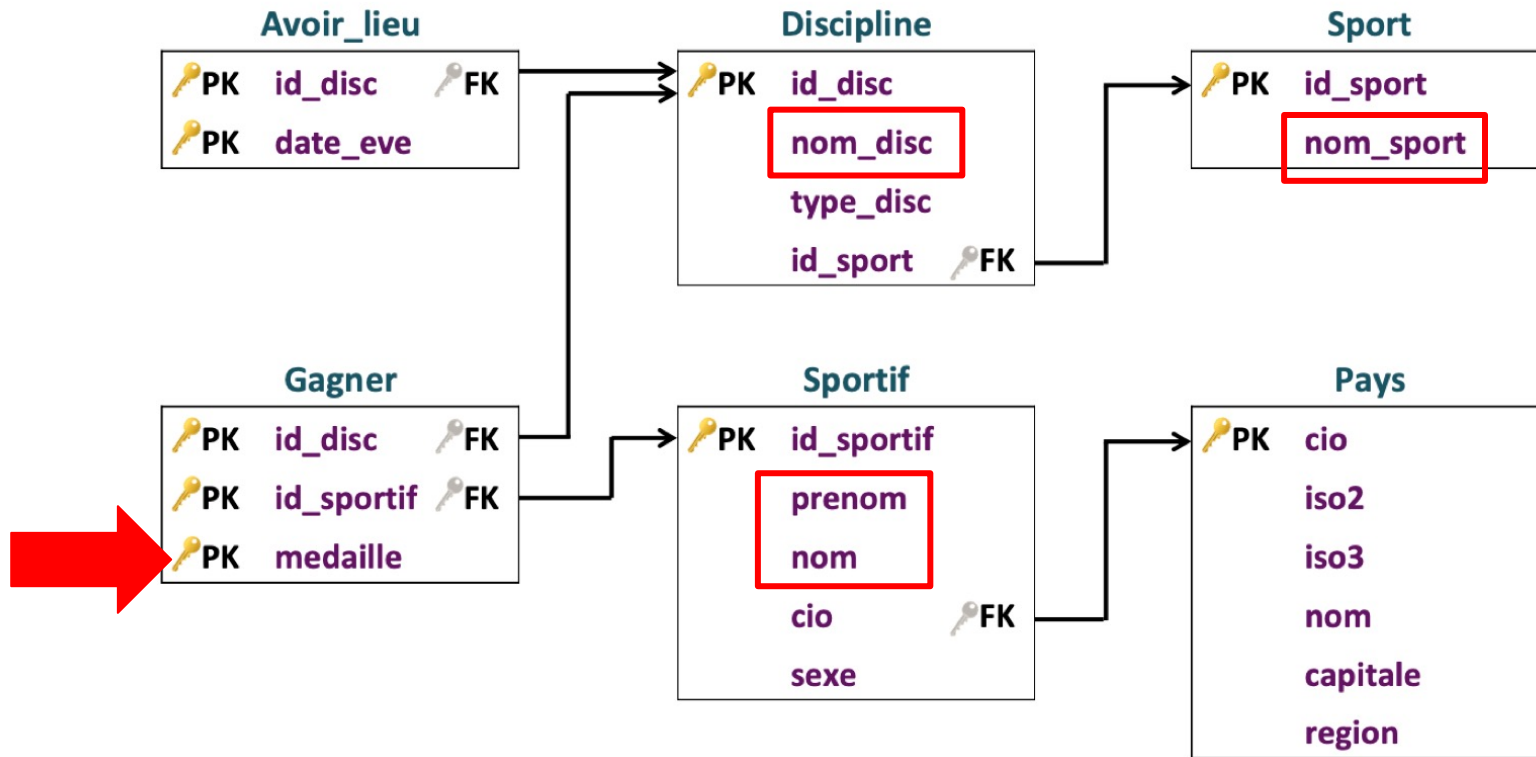 Avoir_lieu
PK id_disc FK
PK date_eve
Discipline
PK id_disc
nom_disc
type_disc
id_sport FK
Sport
PK id_sport
nom_sport
Gagner
PK id_disc FK
PK id_sportif FK
PK medaille
Sportif
PK id_sportif
prenom
nom
cio FK
sexe
Pays
PK cio
iso2
iso3
nom
capitale
region